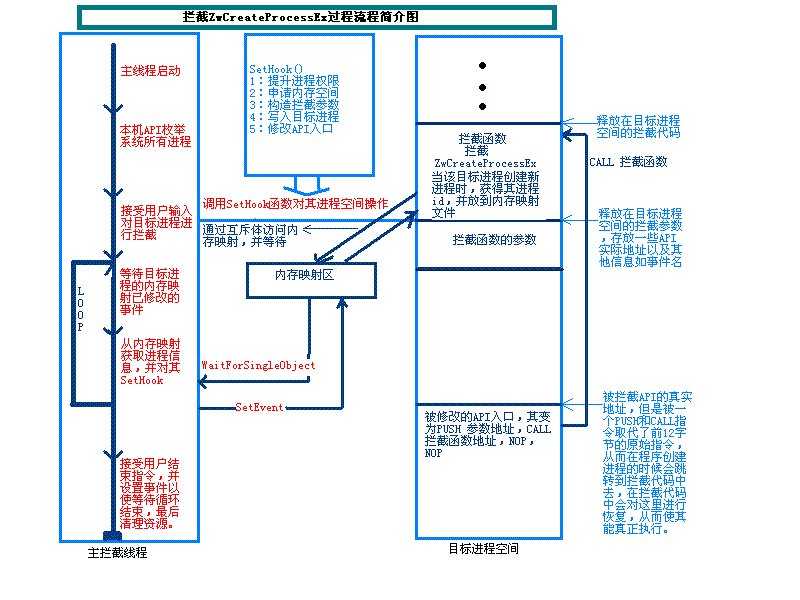 拦截ZwCreateProcessEx过程流程简介图
主线程启动
本机API枚举
系统所有进程
接受用户输入
对目标进程进
行拦截
等待目标进
程的内存映
射已修改的
事件
LOOP
从内存映射
获取进程信
息，并对其
SetHook
接受用户结
束指令，并
设置事件以
使等待循环
结束，最后
清理资源。
主拦截线程
SetHook()
1：提升进程权限
2：申请内存空间
3：构造拦截参数
4：写入目标进程
5：修改API入口
调用SetHook函数对其进程空间操作
通过互斥体访问内
存映射，并等待
内存映射区
WaitForSingleObject
SetEvent
拦截函数
拦截
ZwCreateProcessEx
当该目标进程创建新
进程时，获得其进程
id，并放到内存映射
文件
拦截函数的参数
被修改的API入口，其变
为PUSH 参数地址，CALL
拦截函数地址，NOP，
NOP
目标进程空间
释放在目标进程
空间的拦截代码
CALL 拦截函数
释放在目标进程
空间的拦截参数
，存放一些API
实际地址以及其
他信息如事件名
被拦截API的真实
地址，但是被一
个PUSH和CALL指
令取代了前12字
节的原始指令，
从而在程序创建
进程的时候会跳
转到拦截代码中
去，在拦截代码
中会对这里进行
恢复，从而使其
能真正执行。